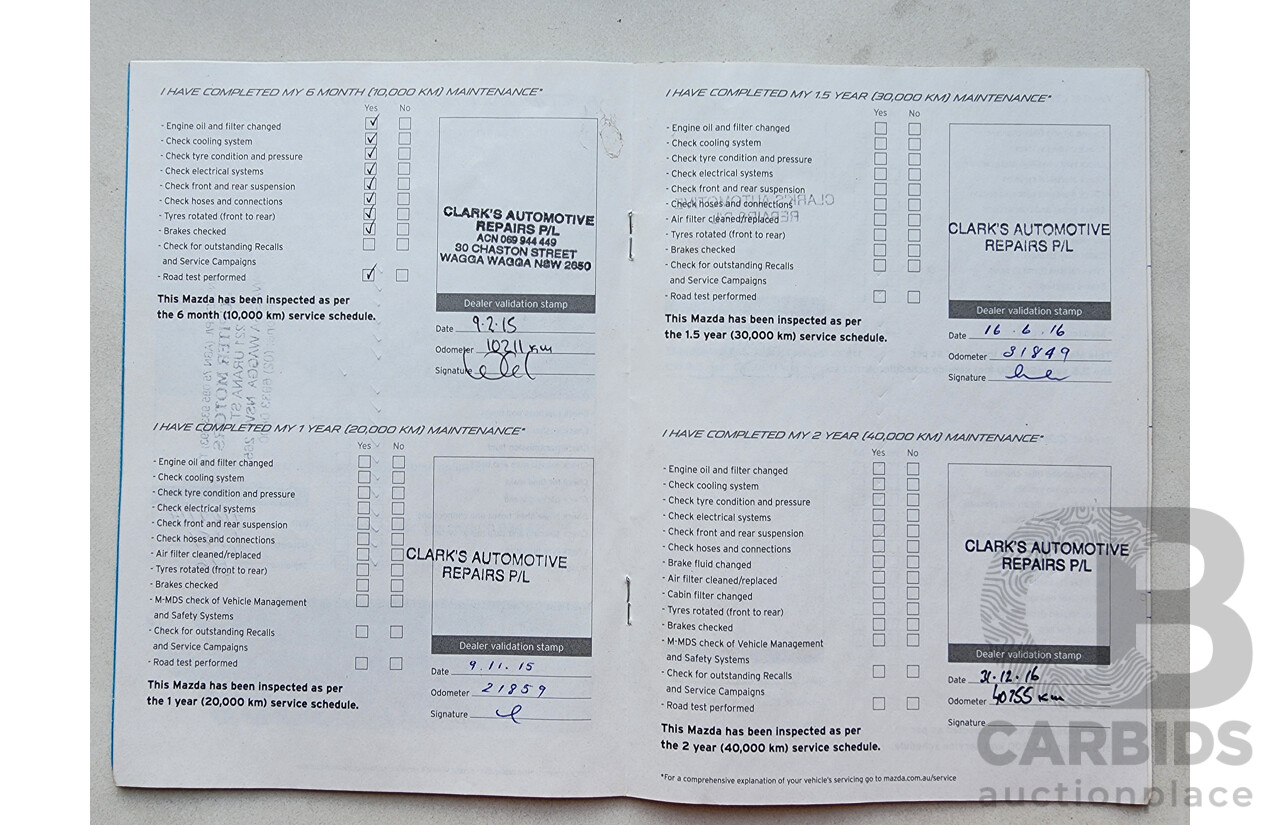 I HAVE COMPLETED MY 6 MONTH (10,000 KM) MAINTENANCE*
Yes No
- Engine oil and filter changed
- Check cooling system
- Check tyre condition and pressure
- Check electrical systems
- Check front and rear suspension
- Check hoses and connections
- Tyres rotated (front to rear)
- Brakes checked
- Check for outstanding Recalls
and Service Campaigns
- Road test performed
This Mazda has been inspected as per
the 6 month (10,000 km) service schedule.
CLARK'S AUTOMOTIVE
REPAIRS P/L
ACN 069 944 449
30 CHASTON STREET
WAGGA WAGGA NSW 2650
Dealer validation stamp
Date 9.2.15
Odometer 10211 km
Signature
I HAVE COMPLETED MY 1 YEAR (20,000 KM) MAINTENANCE*
Yes No
- Engine oil and filter changed
- Check cooling system
- Check tyre condition and pressure
- Check electrical systems
- Check front and rear suspension
- Check hoses and connections
- Air filter cleaned/replaced
- Tyres rotated (front to rear)
- Brakes checked
- M-MDS check of Vehicle Management
and Safety Systems
- Check for outstanding Recalls
and Service Campaigns
- Road test performed
This Mazda has been inspected as per
the 1 year (20,000 km) service schedule.
CLARK'S AUTOMOTIVE
REPAIRS P/L
Dealer validation stamp
Date 9.11.15
Odometer 21859
Signature
I HAVE COMPLETED MY 1.5 YEAR (30,000 KM) MAINTENANCE*
Yes No
- Engine oil and filter changed
- Check cooling system
- Check tyre condition and pressure
- Check electrical systems
- Check front and rear suspension
- Check hoses and connections
- Air filter cleaned/replaced
- Tyres rotated (front to rear)
- Brakes checked
- Check for outstanding Recalls
and Service Campaigns
- Road test performed
This Mazda has been inspected as per
the 1.5 year (30,000 km) service schedule.
CLARK'S AUTOMOTIVE
REPAIRS P/L
Dealer validation stamp
Date 16.6.16
Odometer 31849
Signature
I HAVE COMPLETED MY 2 YEAR (40,000 KM) MAINTENANCE*
Yes No
- Engine oil and filter changed
- Check cooling system
- Check tyre condition and pressure
- Check electrical systems
- Check front and rear suspension
- Check hoses and connections
- Brake fluid changed
- Air filter cleaned/replaced
- Cabin filter changed
- Tyres rotated (front to rear)
- Brakes checked
- M-MDS check of Vehicle Management
and Safety Systems
- Check for outstanding Recalls
and Service Campaigns
- Road test performed
This Mazda has been inspected as per
the 2 year (40,000 km) service schedule.
CLARK'S AUTOMOTIVE
REPAIRS P/L
Dealer validation stamp
Date 31.12.16
Odometer 40755 km
Signature
*For a comprehensive explanation of your vehicle's servicing go to mazda.com.au/service
CB
CARBIDS
auctionplace